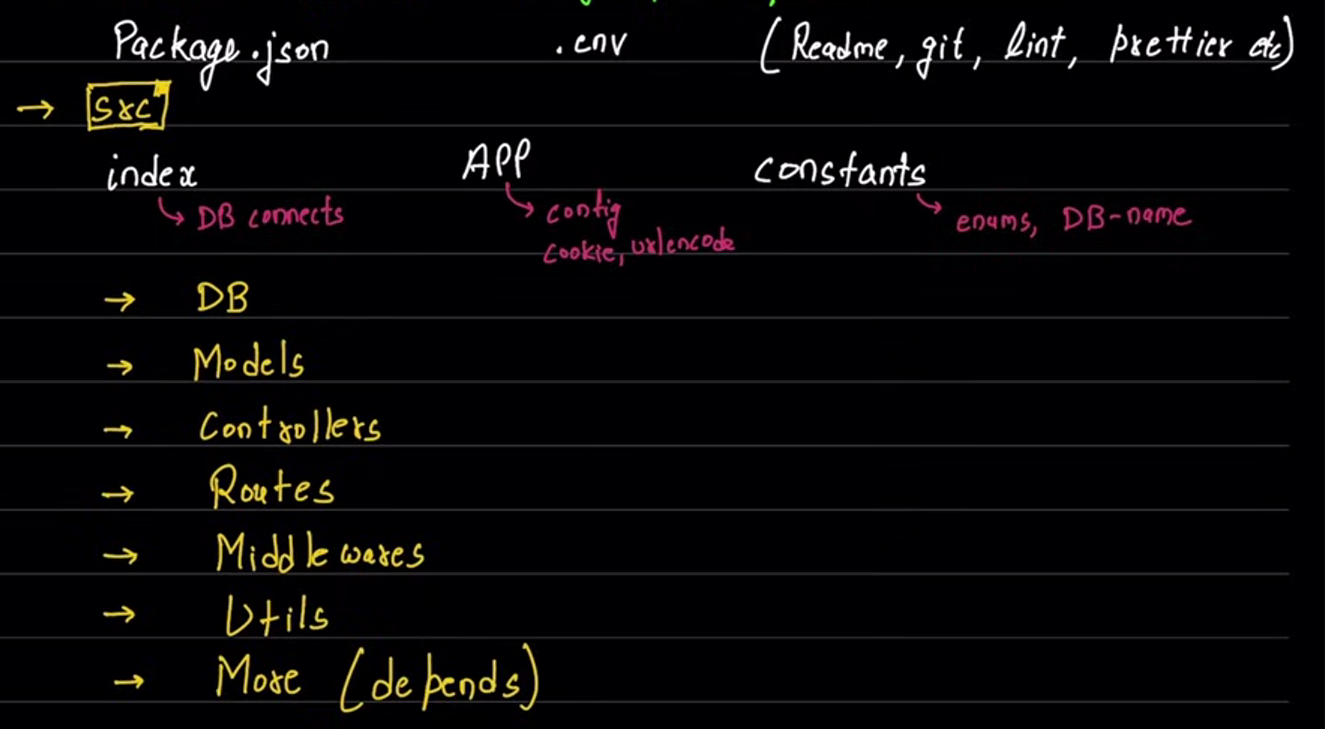 Package.json .env (Readme, git, lint, prettier etc)
→ src
index APP constants
↳ DB connects ↳ config ↳ enums, DB-name
cookie, urlencode
→ DB
→ Models
→ Controllers
→ Routes
→ Middlewares
→ Utils
→ More (depends)